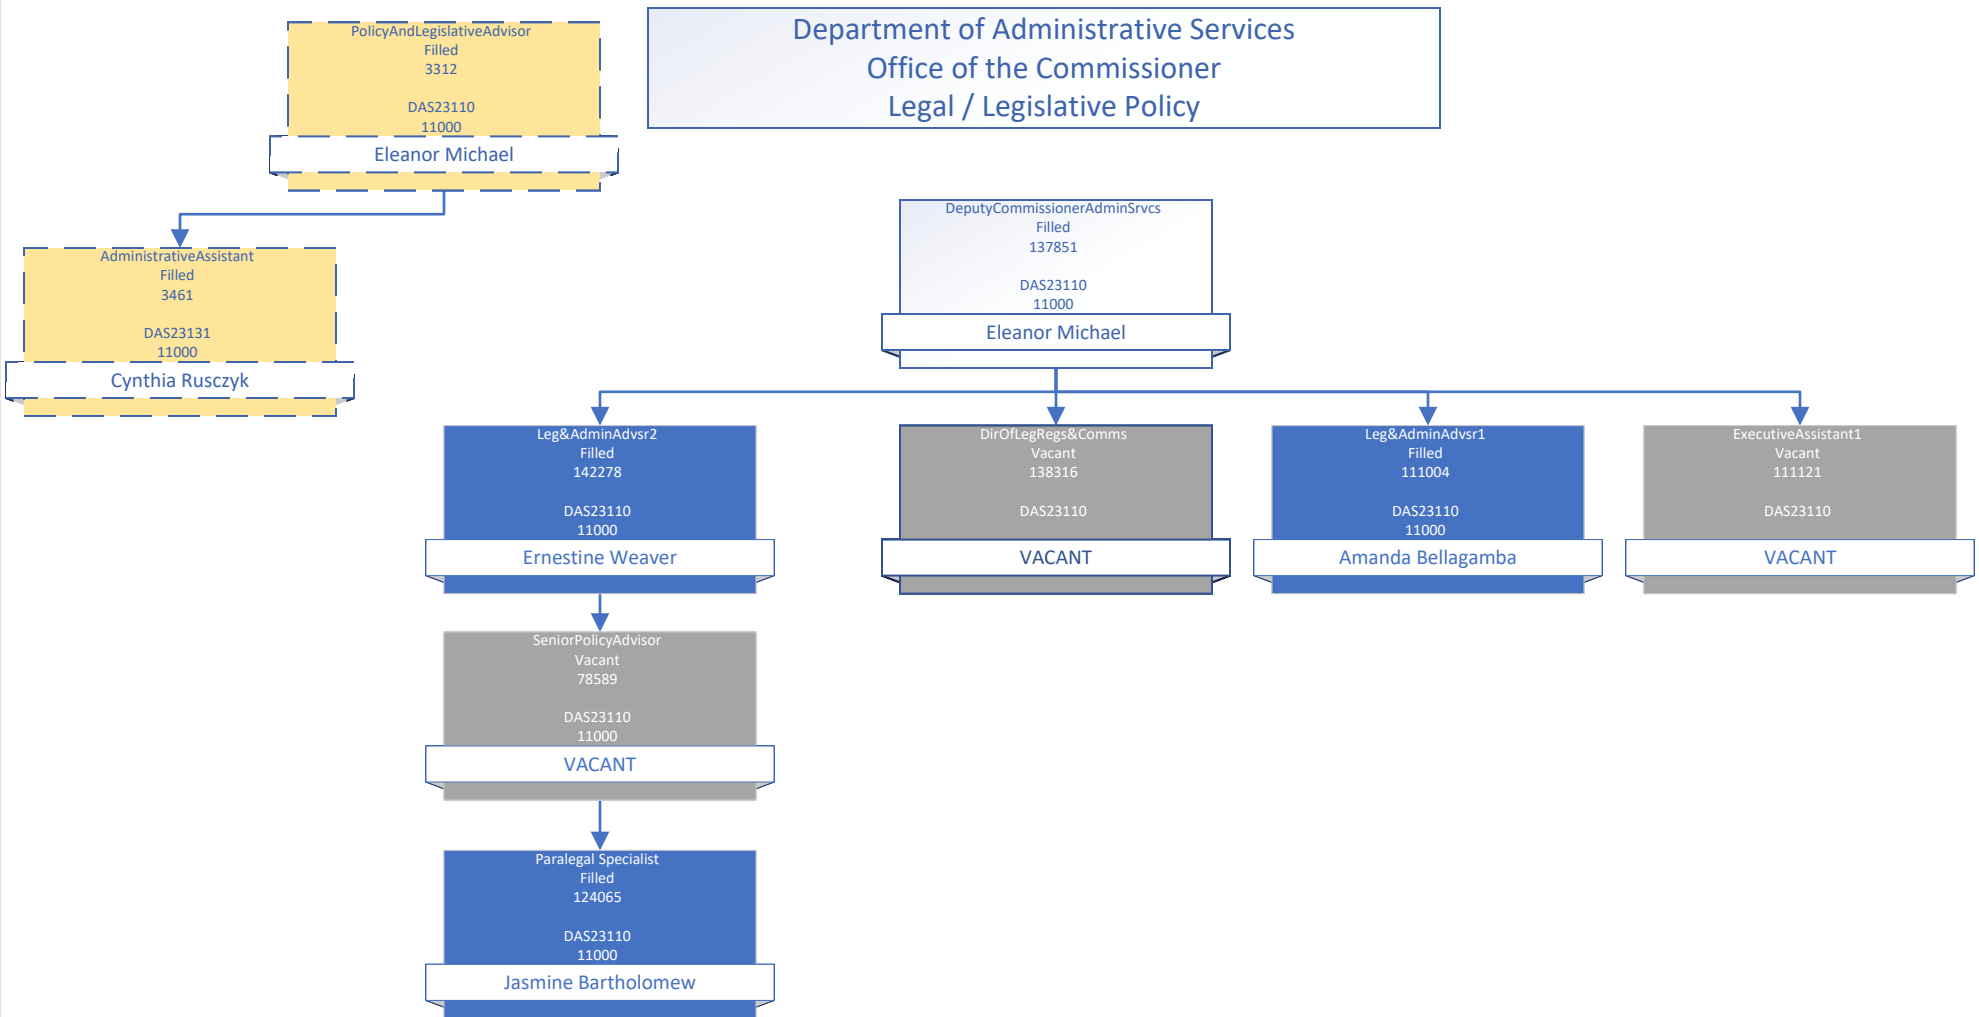 Department of Administrative Services
Office of the Commissioner
Legal / Legislative Policy
PolicyAndLegislativeAdvisor
Filled
3312
DAS23110
11000
Eleanor Michael
AdministrativeAssistant
Filled
3461
DAS23131
11000
Cynthia Rusczyk
DeputyCommissionerAdminSrvcs
Filled
137851
DAS23110
11000
Eleanor Michael
Leg&AdminAdvsr2
Filled
142278
DAS23110
11000
Ernestine Weaver
DirOfLegRegs&Comms
Vacant
138316
DAS23110
VACANT
Leg&AdminAdvsr1
Filled
111004
DAS23110
11000
Amanda Bellagamba
ExecutiveAssistant1
Vacant
111121
DAS23110
VACANT
SeniorPolicyAdvisor
Vacant
78589
DAS23110
11000
VACANT
Paralegal Specialist
Filled
124065
DAS23110
11000
Jasmine Bartholomew